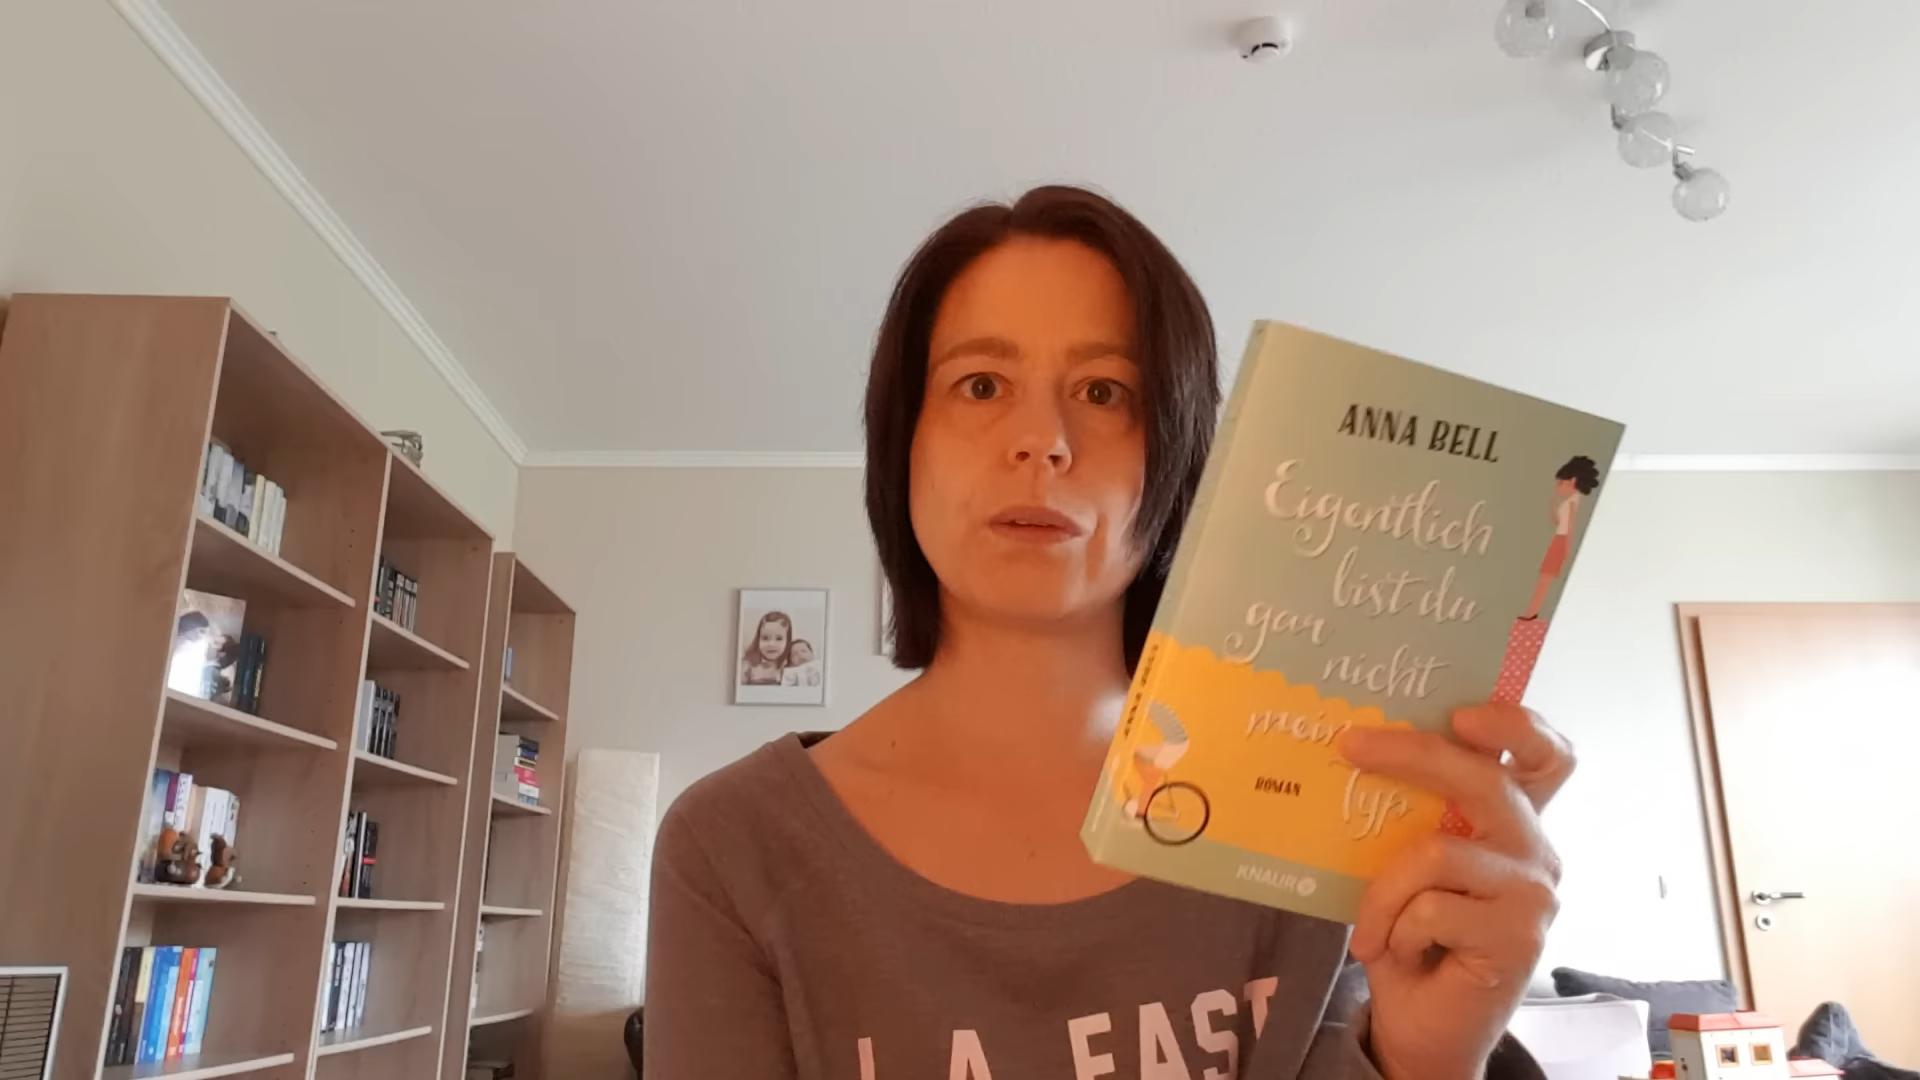 ANNA BELL
Eigentlich
bist du
gar
nicht
mein
Typ
ROMAN
KNAUR
LA EAST